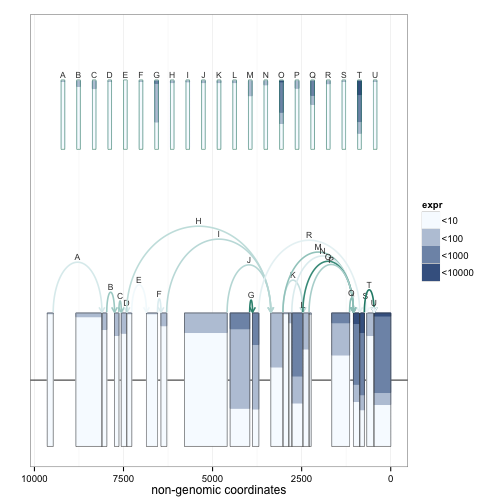 A B C D E F G H I J K L M N O P Q R S T U
H
R
I
M
N
A
J
K
E
B
F
G
C
D
Q
T
S
U
L
expr
<10
<100
<1000
<10000
10000 7500 5000 2500 0
non-genomic coordinates